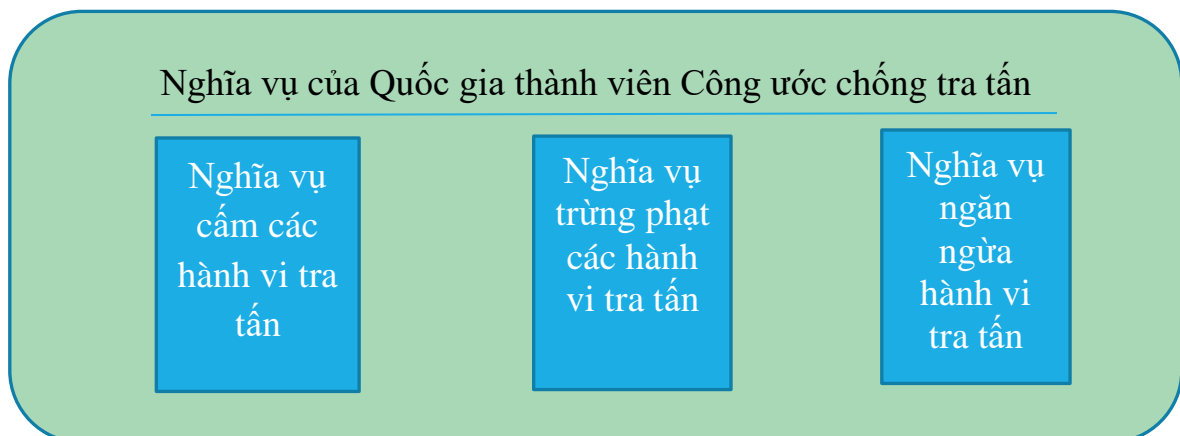 Nghĩa vụ của Quốc gia thành viên Công ước chống tra tấn
Nghĩa vụ
cấm các
hành vi tra
tấn
Nghĩa vụ
trừng phạt
các hành
vi tra tấn
Nghĩa vụ
ngăn
ngừa
hành vi
tra tấn